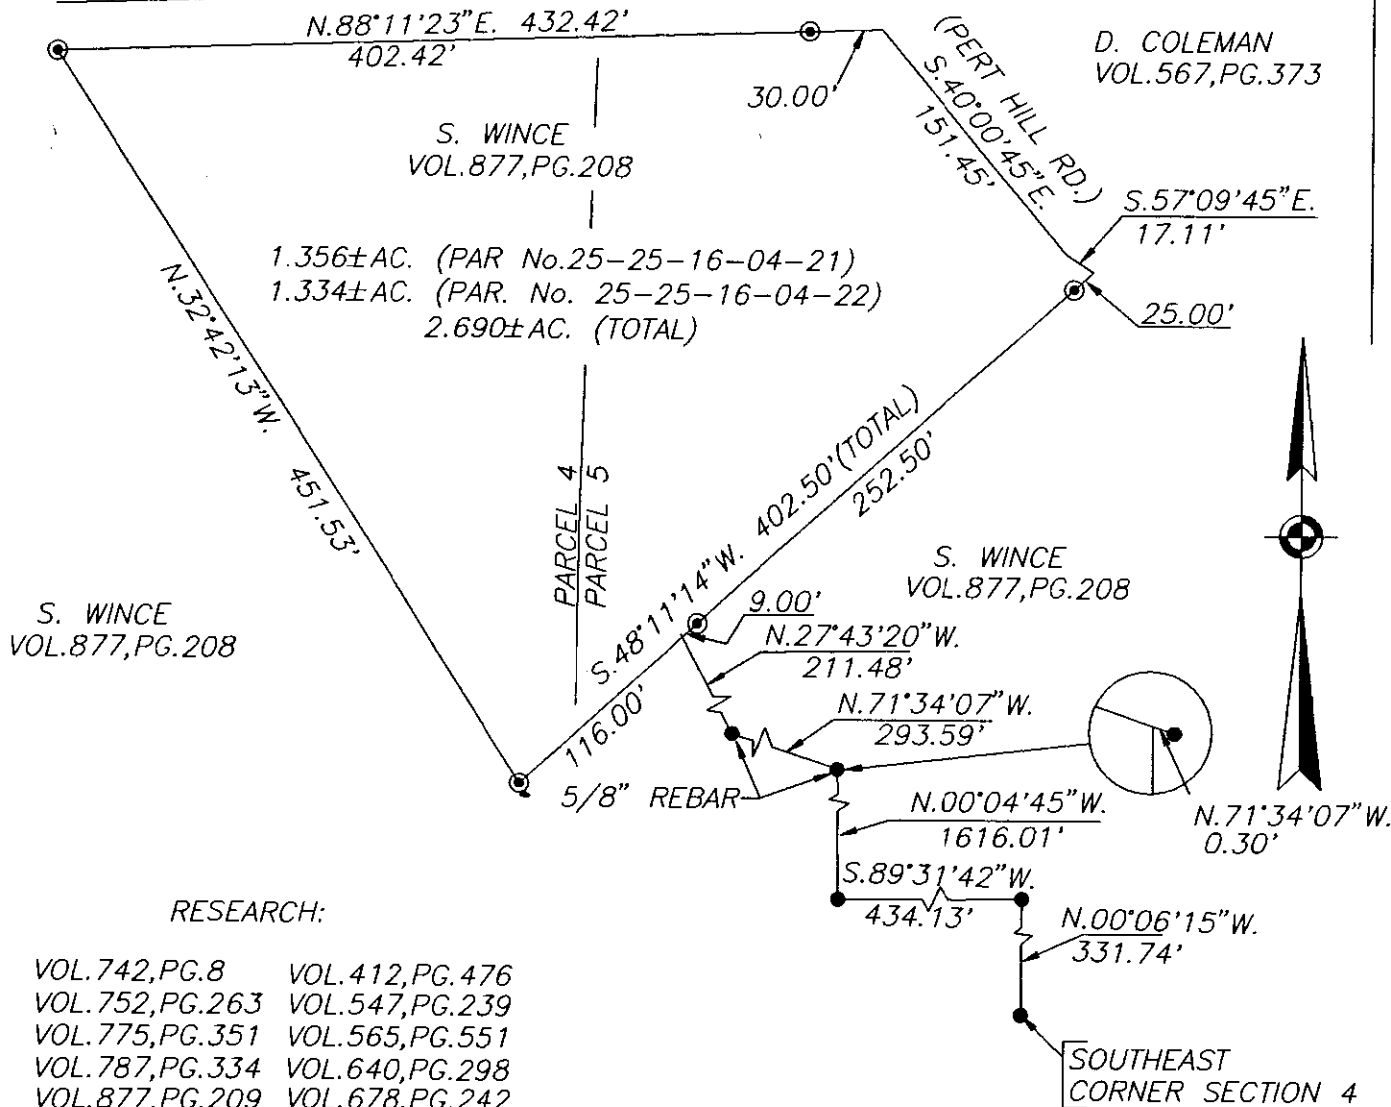 N.88°11'23"E. 432.42'
402.42'
30.00'
(PERT HILL RD.)
S.40°00'45"E.
151.45'
D. COLEMAN
VOL.567,PG.373
S. WINCE
VOL.877,PG.208
S.57°09'45"E.
17.11'
25.00'
1.356±AC. (PAR No.25-25-16-04-21)
1.334±AC. (PAR. No. 25-25-16-04-22)
2.690±AC. (TOTAL)
N.32°42'13"W. 451.53'
PARCEL 4
PARCEL 5
S.48°11'14"W. 402.50'(TOTAL)
252.50'
116.00'
S. WINCE
VOL.877,PG.208
S. WINCE
VOL.877,PG.208
9.00'
N.27°43'20"W.
211.48'
N.71°34'07"W.
293.59'
5/8" REBAR
N.00°04'45"W.
1616.01'
N.71°34'07"W.
0.30'
S.89°31'42"W.
434.13'
N.00°06'15"W.
331.74'
SOUTHEAST
CORNER SECTION 4
RESEARCH:
VOL.742,PG.8 VOL.412,PG.476
VOL.752,PG.263 VOL.547,PG.239
VOL.775,PG.351 VOL.565,PG.551
VOL.787,PG.334 VOL.640,PG.298
VOL.877,PG.209 VOL.678,PG.242